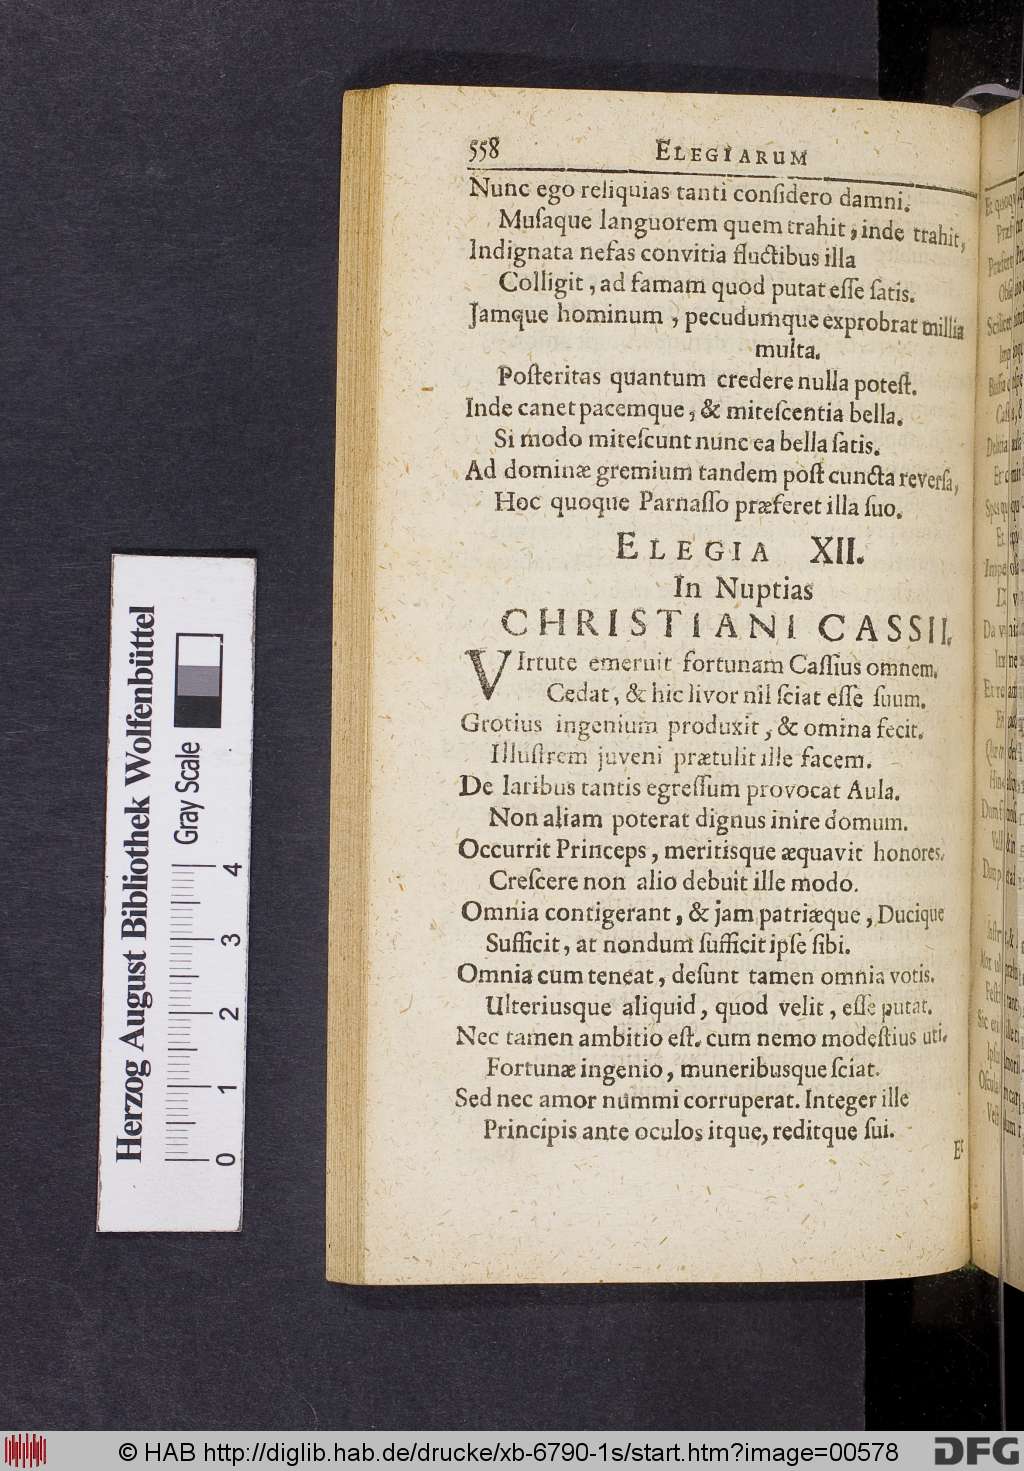 558 ELEGIARUM
Nunc ego reliquias tanti conſidero damni.
Muſaque languorem quem trahit, inde trahit,
Indignata nefas convitia fluctibus illa
Colligit, ad famam quod putat eſſe ſatis.
Jamque hominum, pecudumque exprobrat millia
multa.
Poſteritas quantum credere nulla poteſt.
Inde canet pacemque, & miteſcentia bella.
Si modo miteſcunt nunc ea bella ſatis.
Ad dominæ gremium tandem poſt cuncta reverſa,
Hoc quoque Parnaſſo præferet illa ſuo.
ELEGIA XII.
In Nuptias
CHRISTIANI CASSII.
VIrtute emeruit fortunam Caſſius omnem.
Cedat, & hic livor nil ſciat eſſe ſuum.
Grotius ingenium produxit, & omina fecit.
Illuſtrem juveni prætulit ille facem.
De laribus tantis egreſſum provocat Aula.
Non aliam poterat dignus inire domum.
Occurrit Princeps, meritisque æquavit honores.
Creſcere non alio debuit ille modo.
Omnia contigerant, & jam patriæque, Ducique
Sufficit, at nondum ſufficit ipſe ſibi.
Omnia cum teneat, deſunt tamen omnia votis.
Ulteriusque aliquid, quod velit, eſſe putat.
Nec tamen ambitio eſt. cum nemo modeſtius uti.
Fortunæ ingenio, muneribusque ſciat.
Sed nec amor nummi corruperat. Integer ille
Principis ante oculos itque, reditque ſui.
Et
Herzog August Bibliothek Wolfenbüttel
Gray Scale
0 1 2 3 4
© HAB http://diglib.hab.de/drucke/xb-6790-1s/start.htm?image=00578
DFG